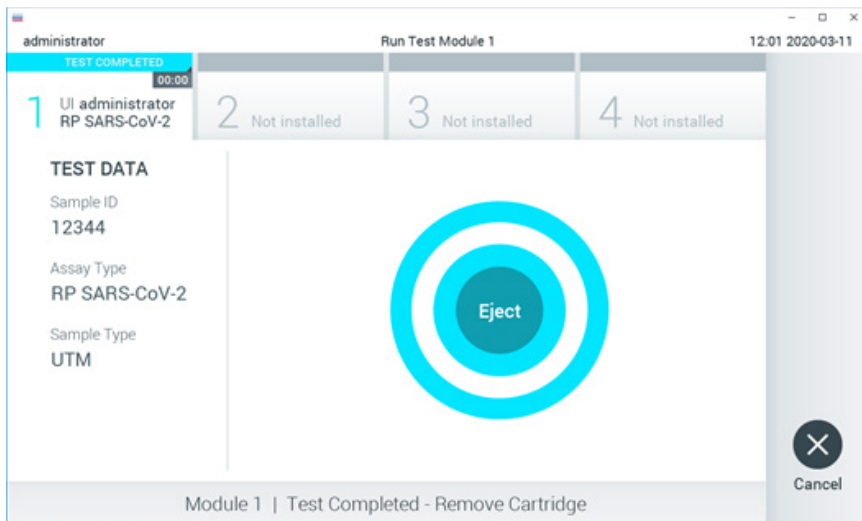 administrator Run Test Module 1 12:01 2020-03-11
TEST COMPLETED
00:00
1 UI administrator
RP SARS-CoV-2
2 Not installed
3 Not installed
4 Not installed
TEST DATA
Sample ID
12344
Assay Type
RP SARS-CoV-2
Sample Type
UTM
Eject
Cancel
Module 1 | Test Completed - Remove Cartridge